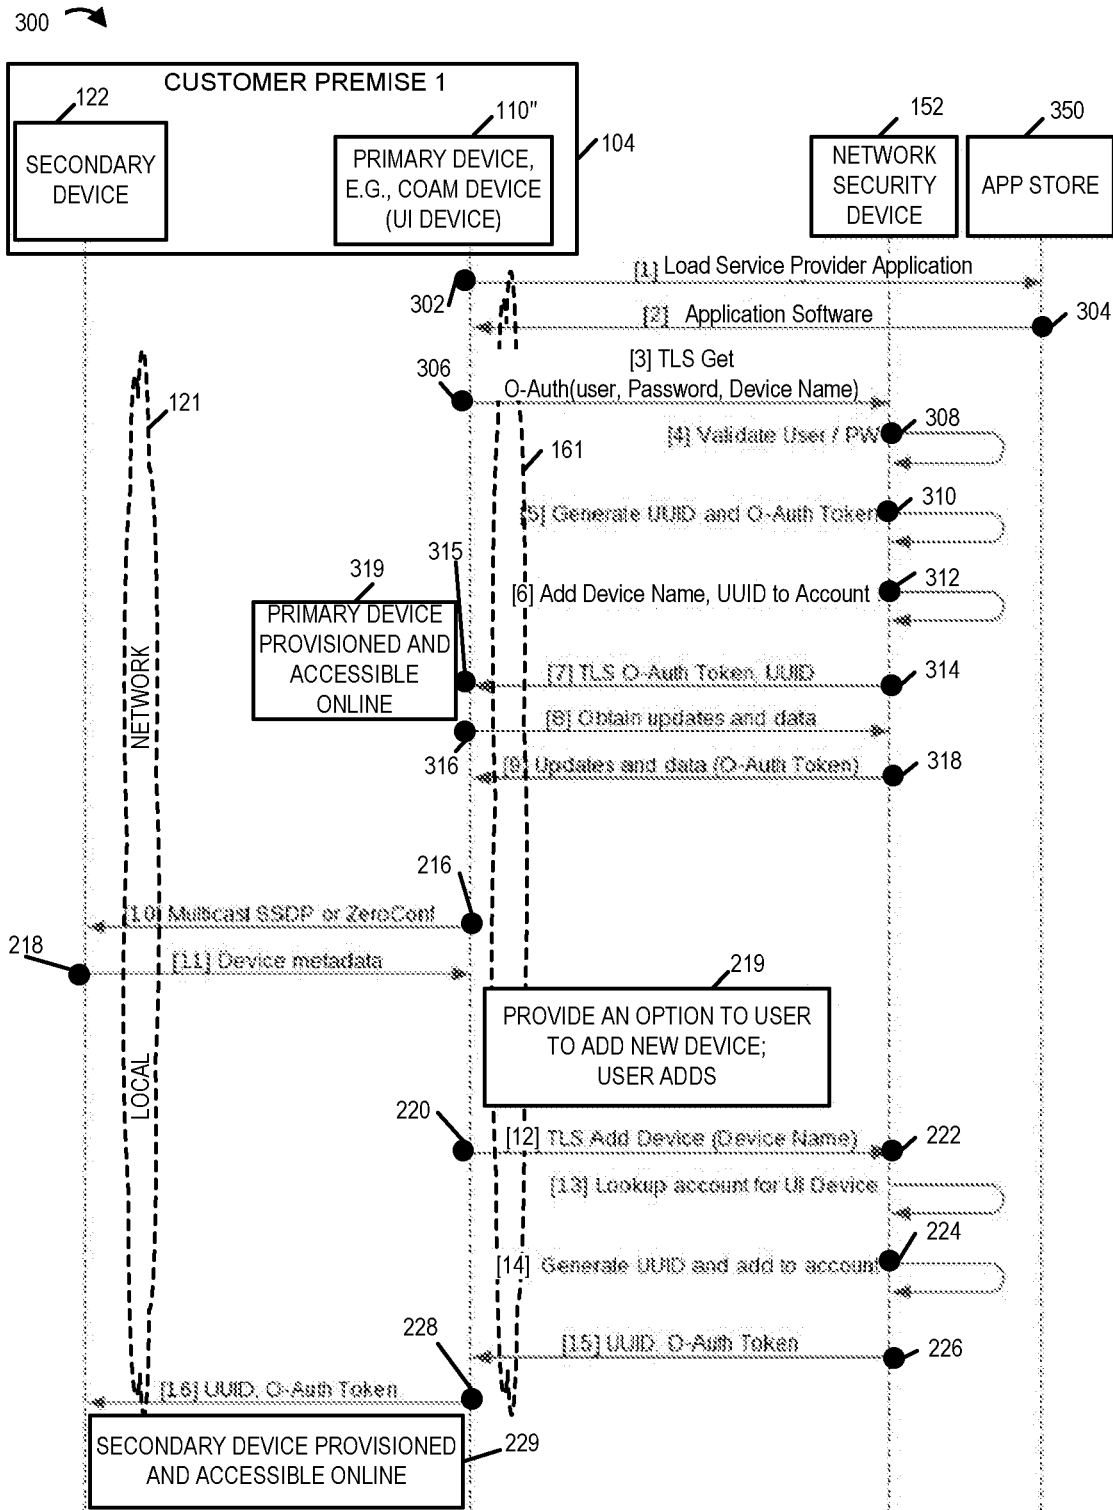 300
CUSTOMER PREMISE 1
122
110"
152
350
104
SECONDARY
DEVICE
PRIMARY DEVICE,
E.G., COAM DEVICE
(UI DEVICE)
NETWORK
SECURITY
DEVICE
APP STORE
[1] Load Service Provider Application
302
[2] Application Software
304
[3] TLS Get
306
O-Auth(user, Password, Device Name)
121
308
[4] Validate User / PW
161
310
[5] Generate UUID and O-Auth Token
315
319
312
[6] Add Device Name, UUID to Account
PRIMARY DEVICE
PROVISIONED AND
ACCESSIBLE
ONLINE
NETWORK
[7] TLS O-Auth Token, UUID
314
[8] Obtain updates and data
316
[9] Updates and data (O-Auth Token)
318
216
[10] Multicast SSDP or ZeroConf
218
[11] Device metadata
219
PROVIDE AN OPTION TO USER
TO ADD NEW DEVICE;
USER ADDS
LOCAL
220
[12] TLS Add Device (Device Name)
222
[13] Lookup account for UI Device
224
[14] Generate UUID and add to account
228
[15] UUID, O-Auth Token
226
[16] UUID, O-Auth Token
SECONDARY DEVICE PROVISIONED
AND ACCESSIBLE ONLINE
229